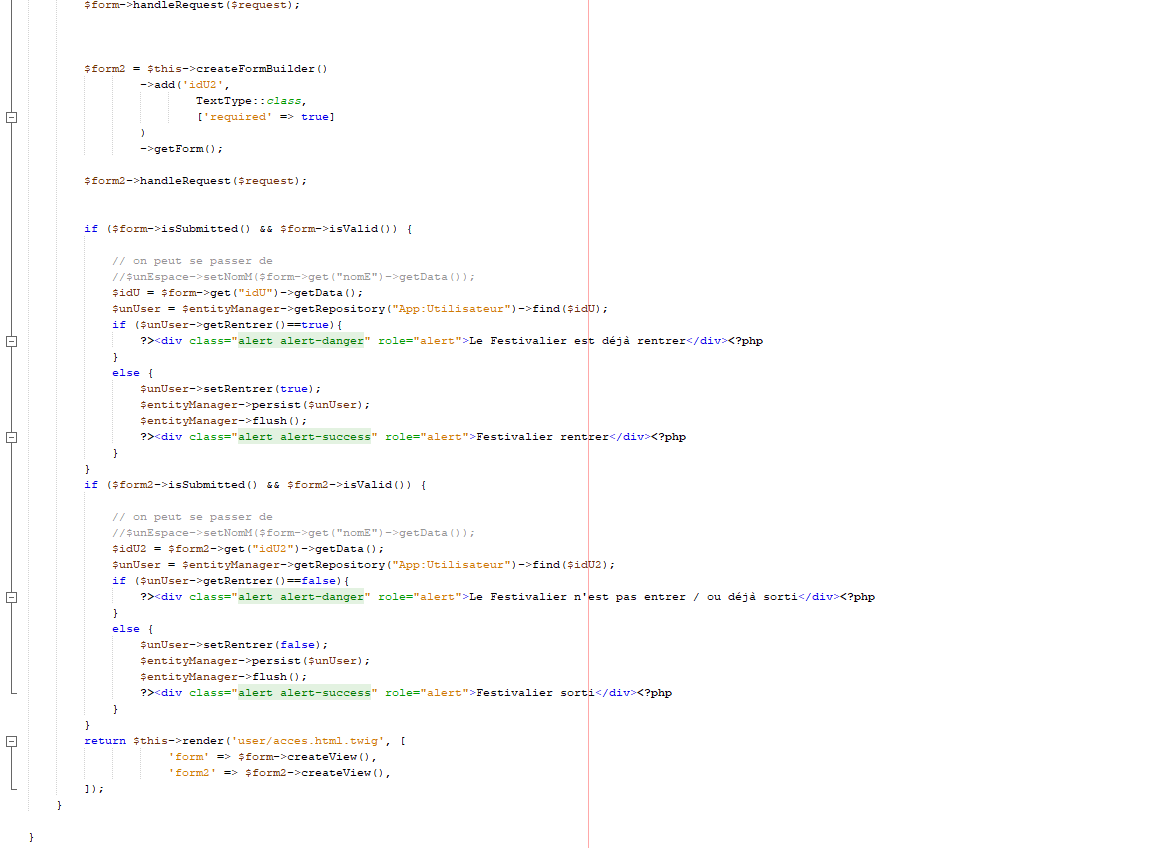 $form->handleRequest($request);
$form2 = $this->createFormBuilder()
->add('idU2',
TextType::class,
['required' => true]
)
->getForm();
$form2->handleRequest($request);
if ($form->isSubmitted() && $form->isValid()) {
// on peut se passer de
//$unEspace->setNomM($form->get("nomE")->getData());
$idU = $form->get("idU")->getData();
$unUser = $entityManager->getRepository("App:Utilisateur")->find($idU);
if ($unUser->getRentrer()==true){
?><div class="alert alert-danger" role="alert">Le Festivalier est déjà rentrer</div><?php
}
else {
$unUser->setRentrer(true);
$entityManager->persist($unUser);
$entityManager->flush();
?><div class="alert alert-success" role="alert">Festivalier rentrer</div><?php
}
}
if ($form2->isSubmitted() && $form2->isValid()) {
// on peut se passer de
//$unEspace->setNomM($form->get("nomE")->getData());
$idU2 = $form2->get("idU2")->getData();
$unUser = $entityManager->getRepository("App:Utilisateur")->find($idU2);
if ($unUser->getRentrer()==false){
?><div class="alert alert-danger" role="alert">Le Festivalier n'est pas entrer / ou déjà sorti</div><?php
}
else {
$unUser->setRentrer(false);
$entityManager->persist($unUser);
$entityManager->flush();
?><div class="alert alert-success" role="alert">Festivalier sorti</div><?php
}
}
return $this->render('user/acces.html.twig', [
'form' => $form->createView(),
'form2' => $form2->createView(),
]);
}
}